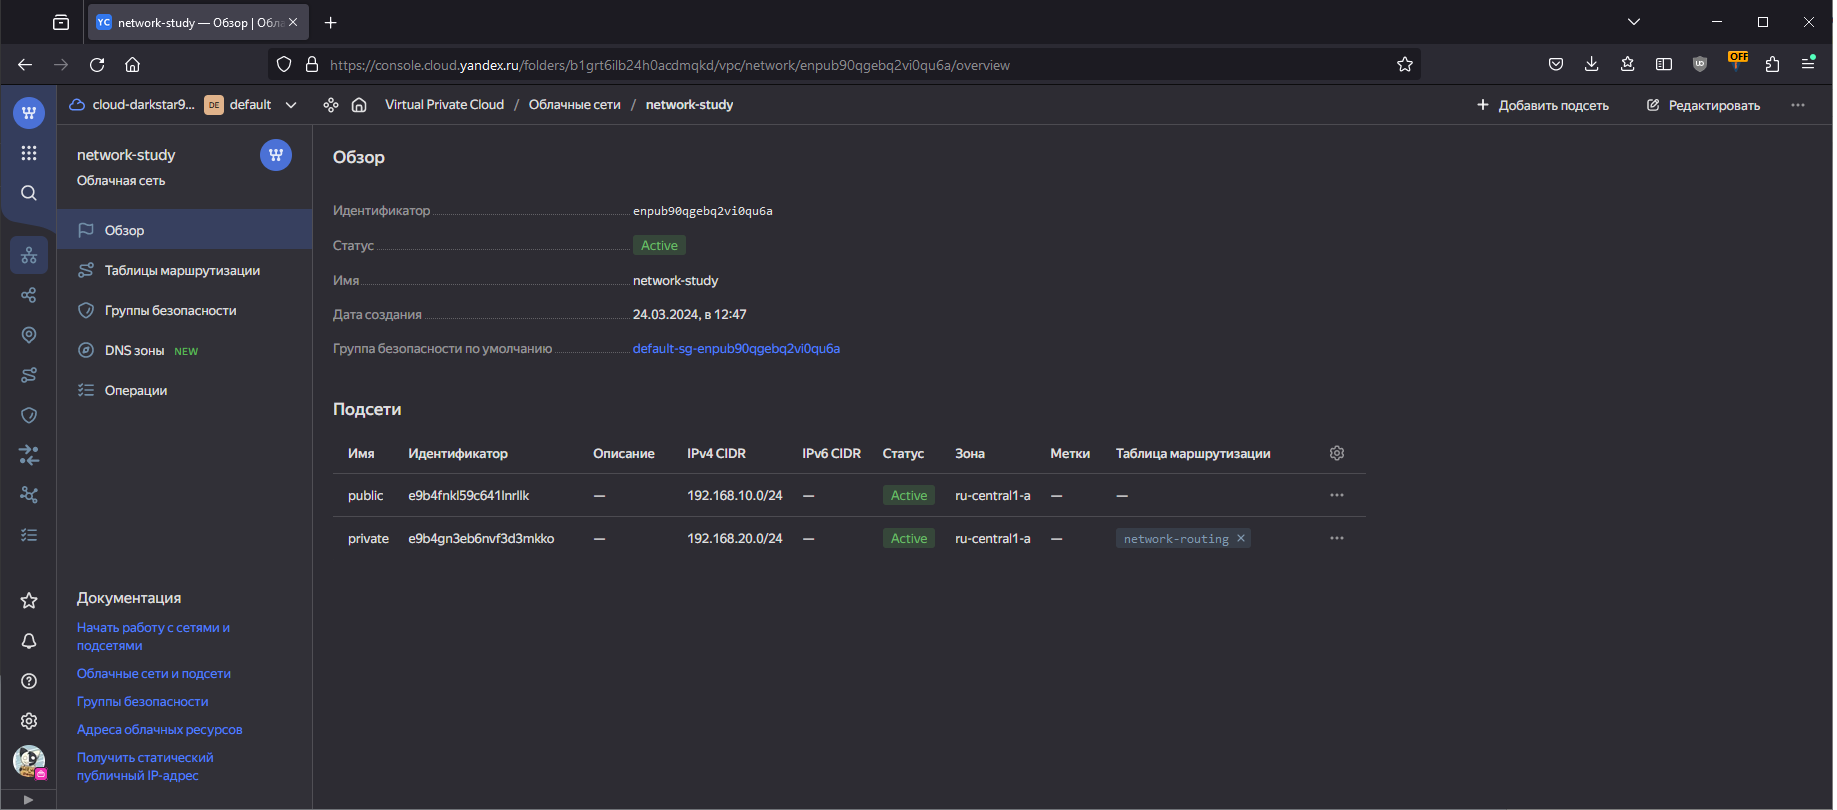 network-study — Обзор | Обла
https://console.cloud.yandex.ru/folders/b1grt6ilb24h0acdmqkd/vpc/network/enpub90qgebq2vi0qu6a/overview
OFF
cloud-darkstar9... DE default
Virtual Private Cloud / Облачные сети / network-study
Добавить подсеть
Редактировать
network-study
Облачная сеть
Обзор
Таблицы маршрутизации
Группы безопасности
DNS зоны NEW
Операции
Документация
Начать работу с сетями и
подсетями
Облачные сети и подсети
Группы безопасности
Адреса облачных ресурсов
Получить статический
публичный IP-адрес
Обзор
Идентификатор enpub90qgebq2vi0qu6a
Статус Active
Имя network-study
Дата создания 24.03.2024, в 12:47
Группа безопасности по умолчанию default-sg-enpub90qgebq2vi0qu6a
Подсети
Имя Идентификатор Описание IPv4 CIDR IPv6 CIDR Статус Зона Метки Таблица маршрутизации
public e9b4fnkl59c641lnrllk — 192.168.10.0/24 — Active ru-central1-a — —
private e9b4gn3eb6nvf3d3mkko — 192.168.20.0/24 — Active ru-central1-a — network-routing ×